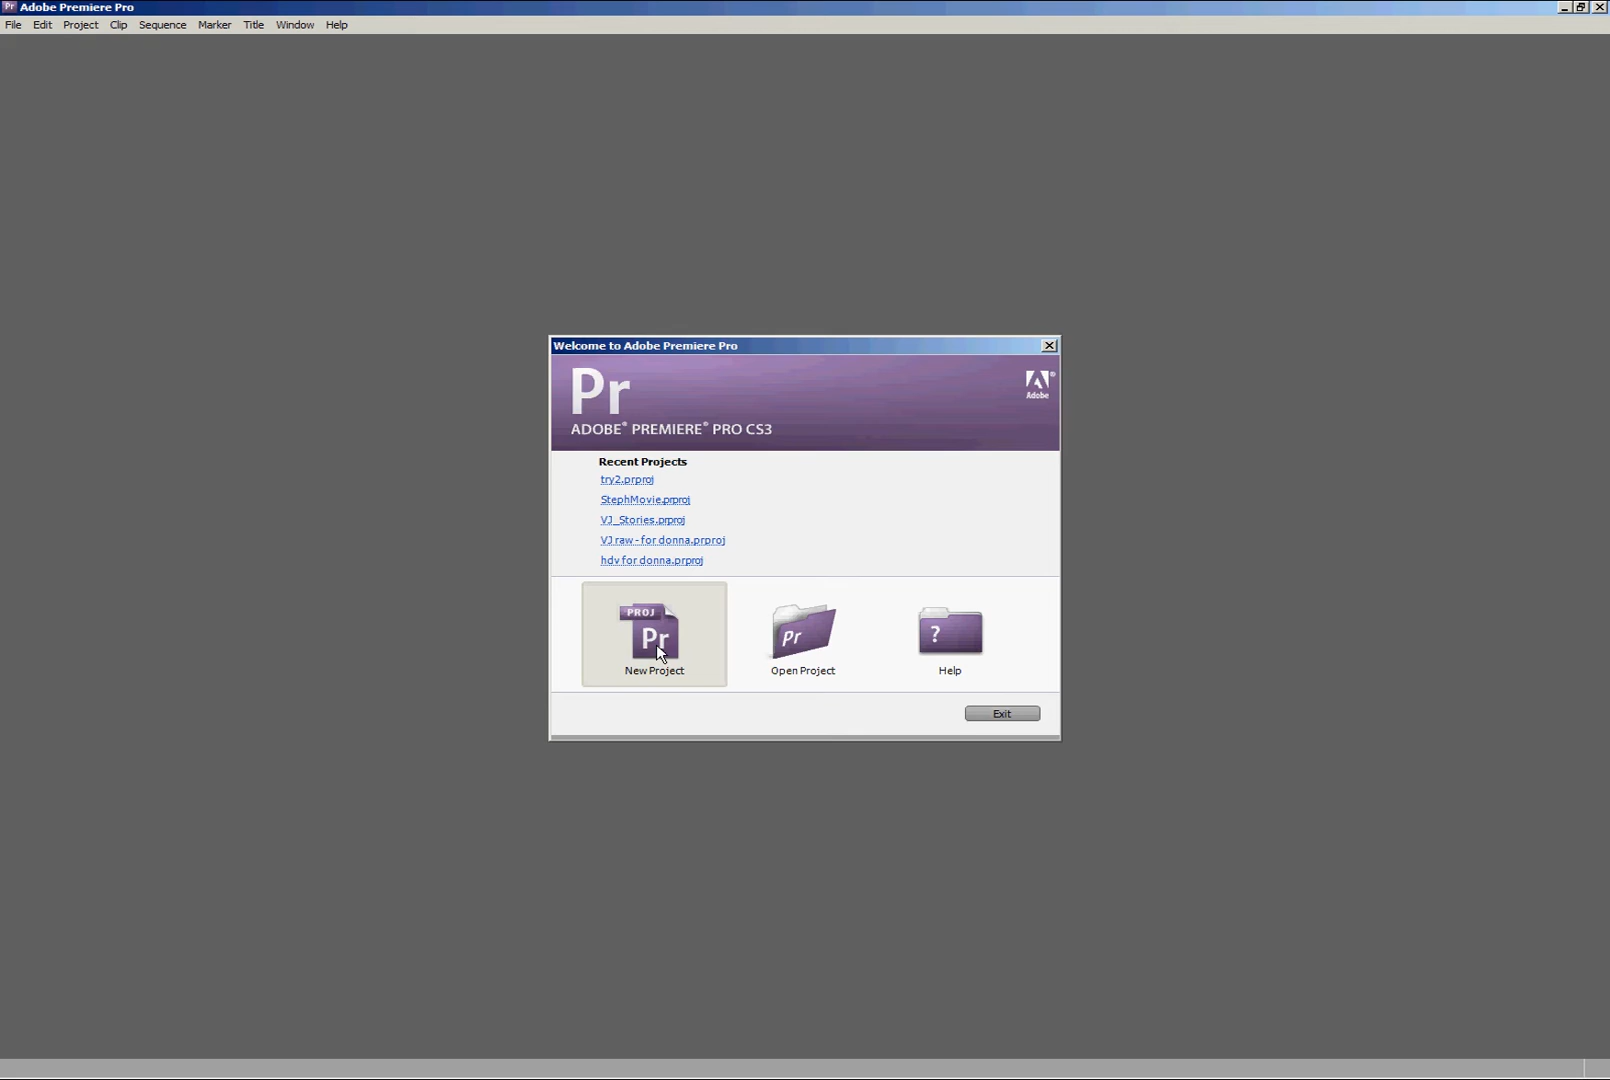 Pr Adobe Premiere Pro
File Edit Project Clip Sequence Marker Title Window Help
Welcome to Adobe Premiere Pro
Pr
Adobe
ADOBE® PREMIERE® PRO CS3
Recent Projects
try2.prproj
StephMovie.prproj
VJ_Stories.prproj
VJ raw - for donna.prproj
hdv for donna.prproj
PROJ
Pr
Pr
?
New Project
Open Project
Help
Exit